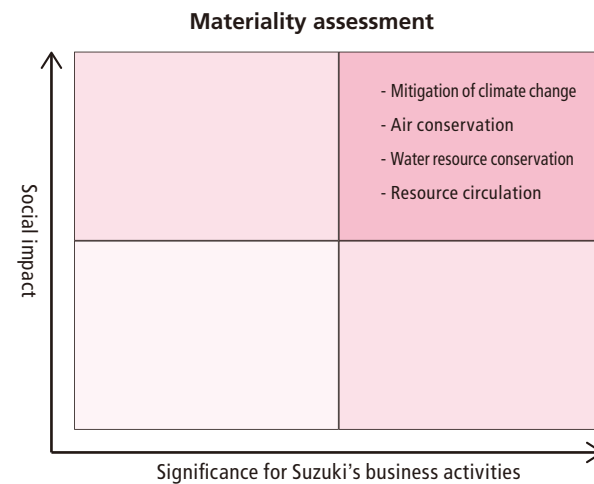 Materiality assessment
- Mitigation of climate change
- Air conservation
- Water resource conservation
- Resource circulation
Social impact
Significance for Suzuki’s business activities